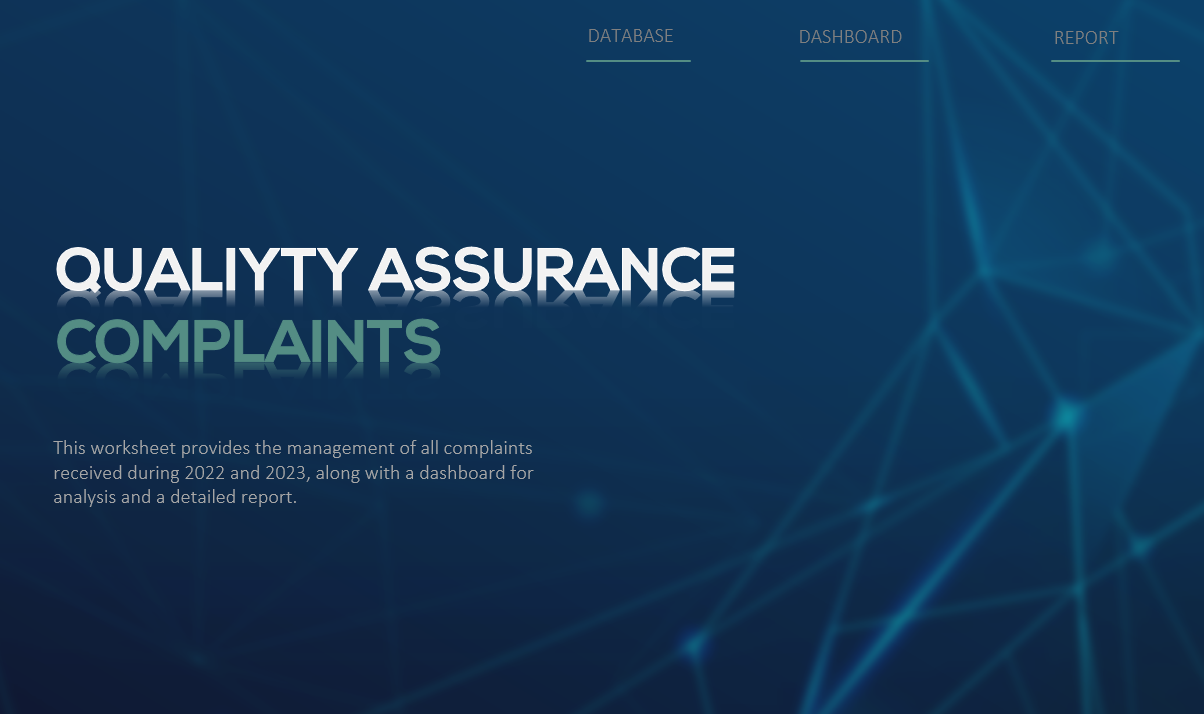 DATABASE
DASHBOARD
REPORT
QUALIYTY ASSURANCE
COMPLAINTS
This worksheet provides the management of all complaints
received during 2022 and 2023, along with a dashboard for
analysis and a detailed report.